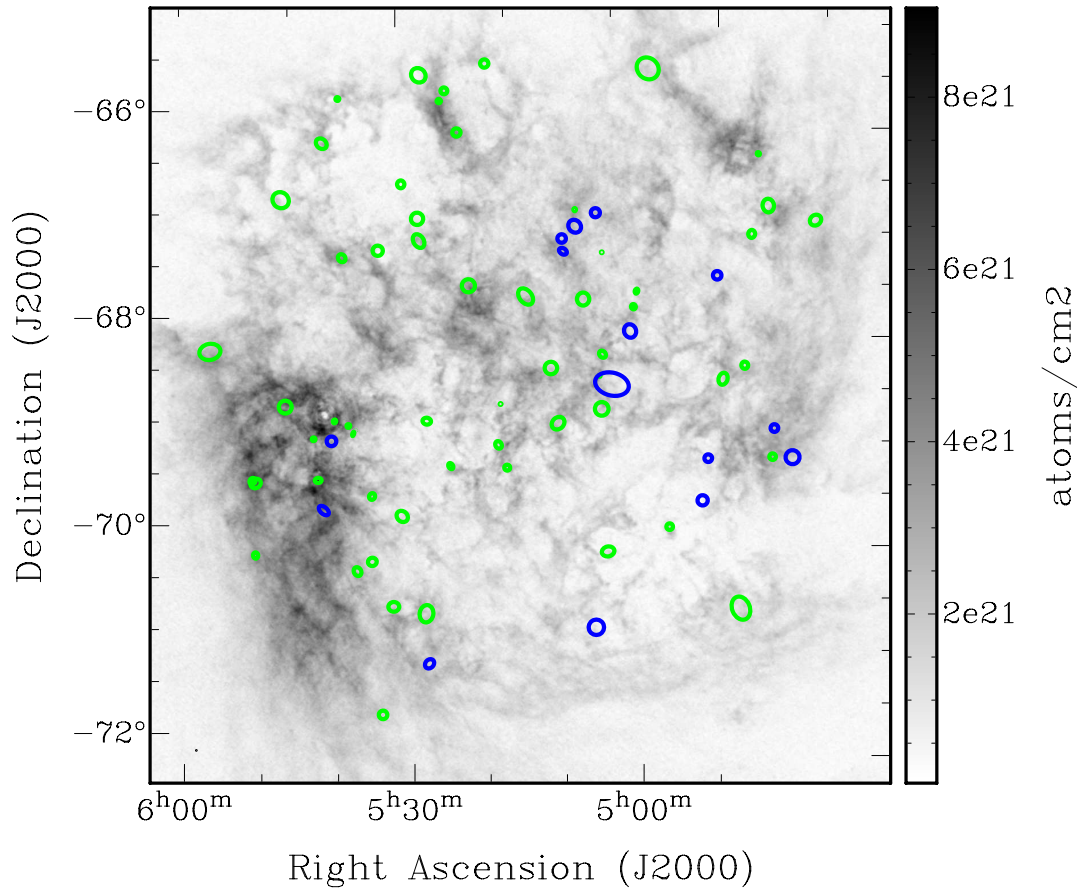 8e21
6e21
4e21
2e21
atoms/cm2
−66°
−68°
−70°
−72°
Declination (J2000)
6ʰ00ᵐ
5ʰ30ᵐ
5ʰ00ᵐ
Right Ascension (J2000)